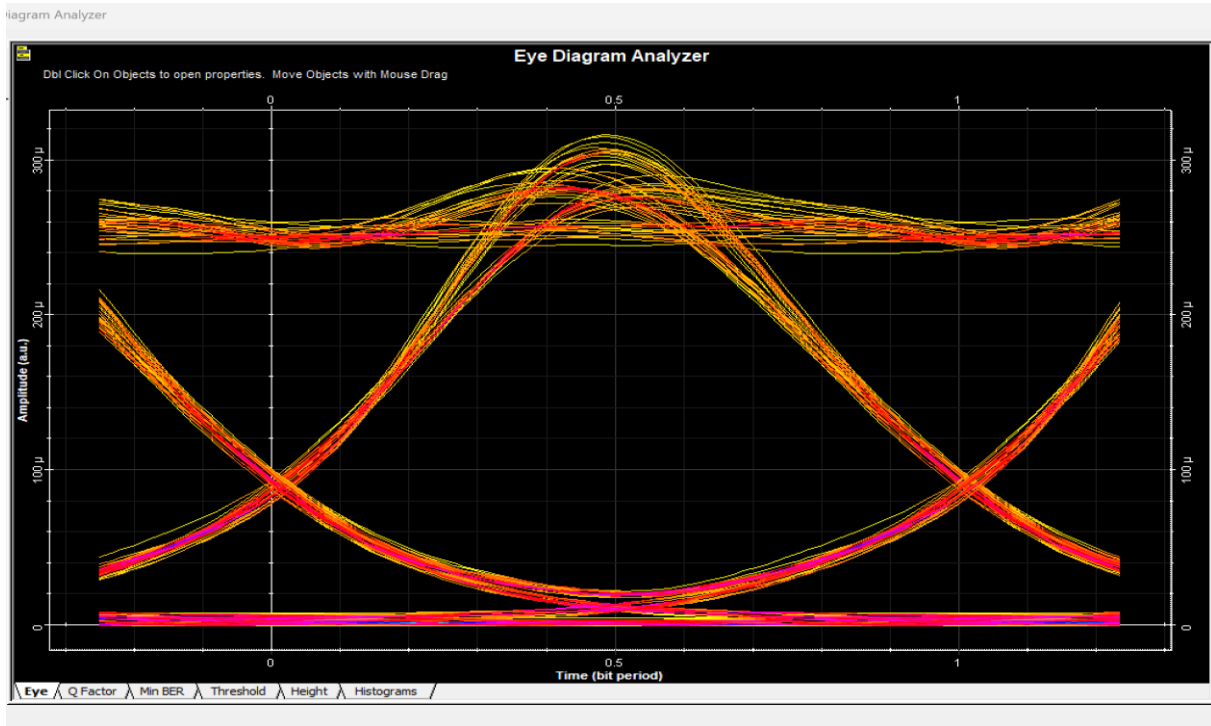 iagram Analyzer
Eye Diagram Analyzer
Dbl Click On Objects to open properties. Move Objects with Mouse Drag
0 0.5 1
300 µ 300 µ
200 µ 200 µ
Amplitude (a.u.)
100 µ 100 µ
0 0
0 0.5 1
Time (bit period)
Eye Q Factor Min BER Threshold Height Histograms